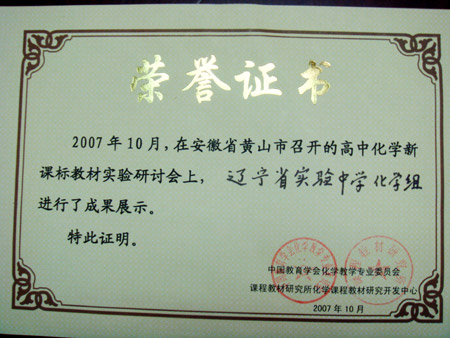 荣誉证书
2007年10月，在安徽省黄山市召开的高中化学新
课标教材实验研讨会上，辽宁省实验中学化学组
进行了成果展示。
特此证明。
中国教育学会化学教学专业委员会
课程教材研究所化学课程教材研究开发中心
2007年10月